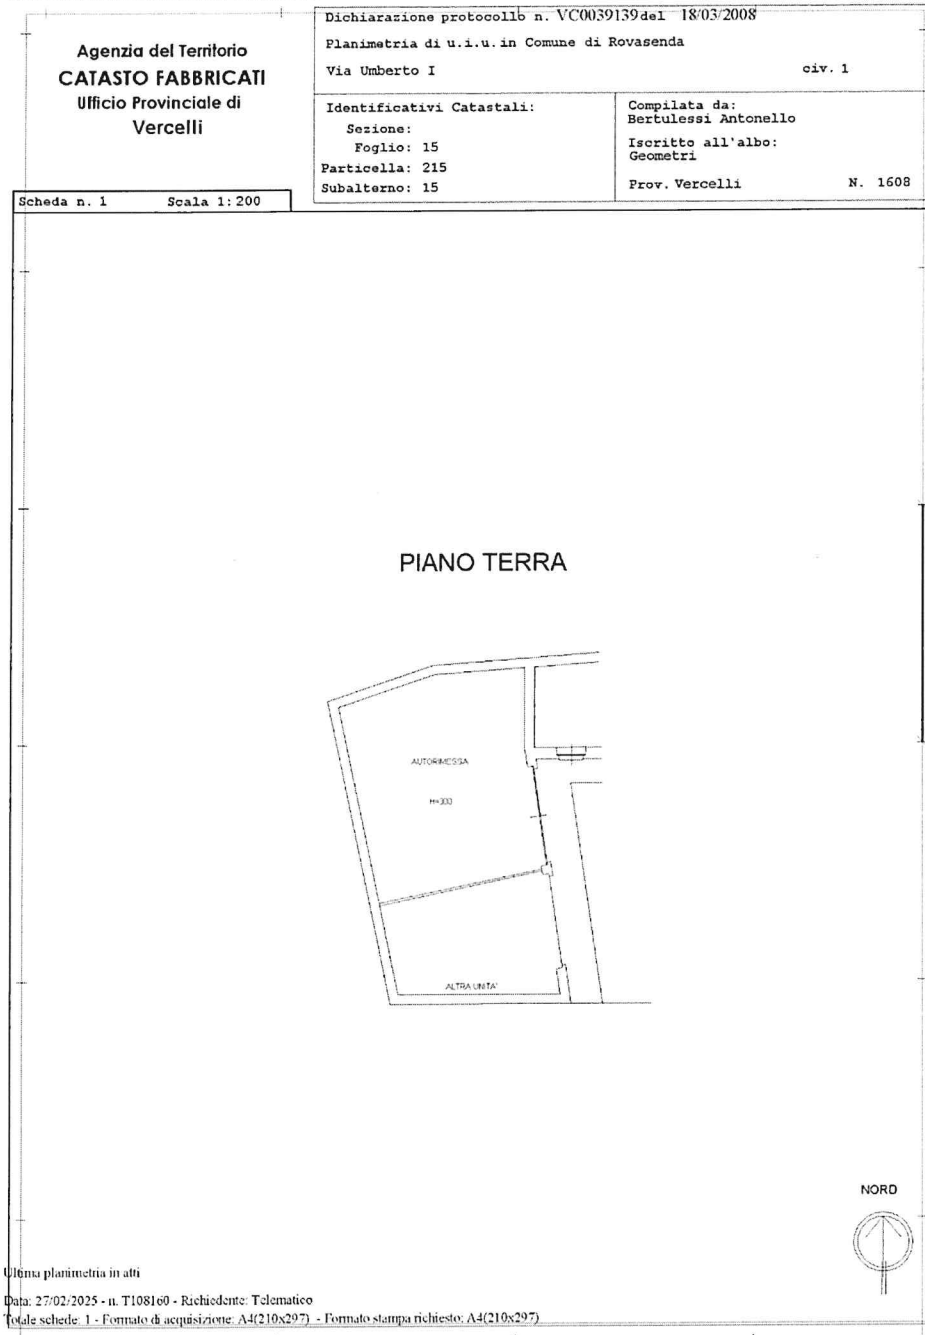 Agenzia del Territorio
CATASTO FABBRICATI
Ufficio Provinciale di
Vercelli
Dichiarazione protocollo n. VC0039139 del 18/03/2008
Planimetria di u.i.u. in Comune di Rovasenda
Via Umberto I civ. 1
Identificativi Catastali:
Sezione:
Foglio: 15
Particella: 215
Subalterno: 15
Compilata da:
Bertulessi Antonello
Iscritto all'albo:
Geometri
Prov. Vercelli N. 1608
Scheda n. 1 Scala 1:200
PIANO TERRA
AUTORIMESSA
H=300
ALTRA UNITA'
NORD
Ultima planimetria in atti
Data: 27/02/2025 - n. T108160 - Richiedente: Telematico
Totale schede: 1 - Formato di acquisizione: A4(210x297) - Formato stampa richiesto: A4(210x297)